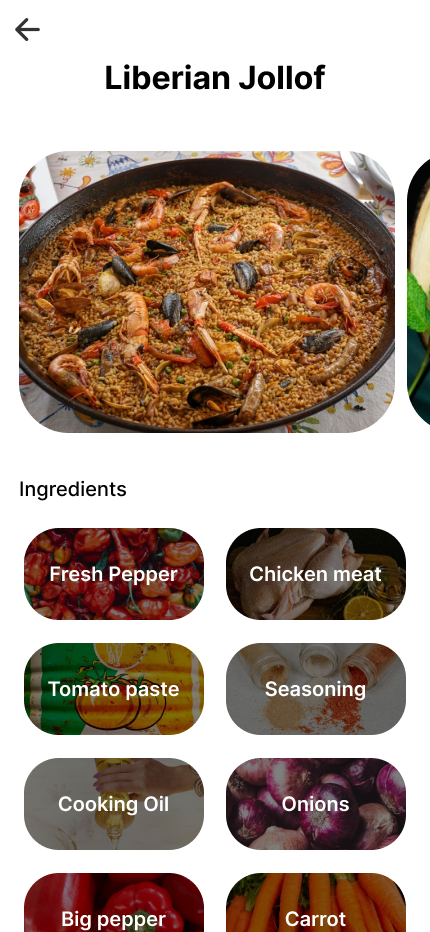 Liberian Jollof
Ingredients
Fresh Pepper
Chicken meat
Tomato paste
Seasoning
Cooking Oil
Onions
Big pepper
Carrot